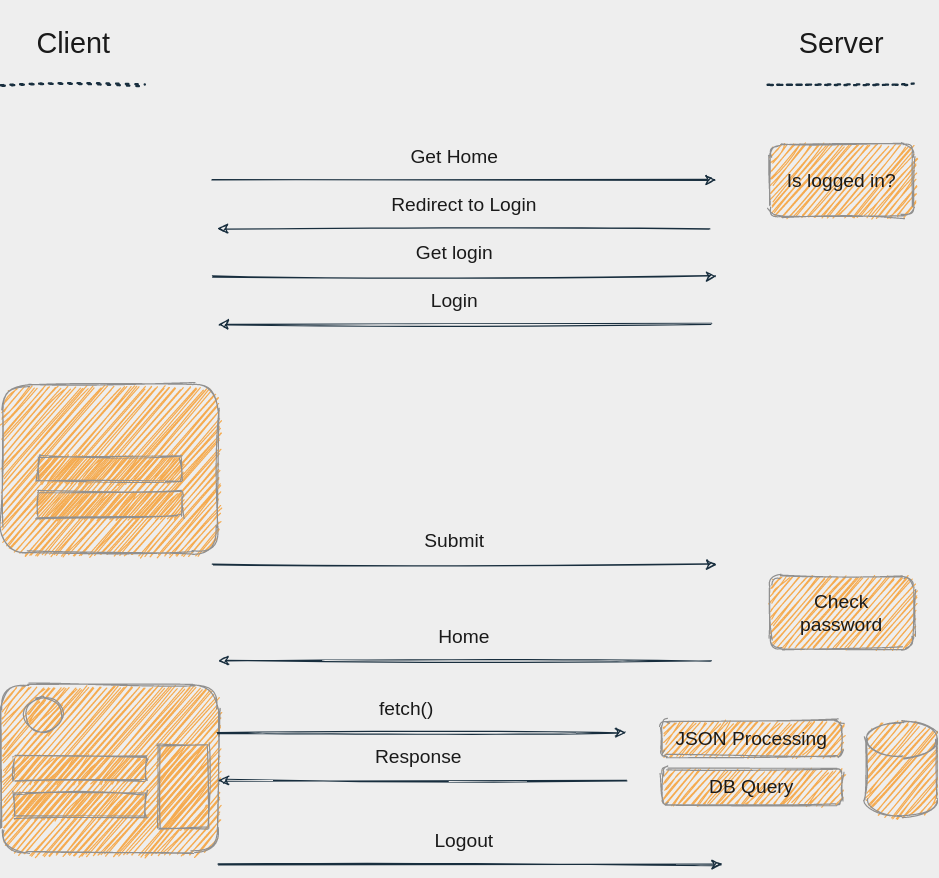 Client
Server
Get Home
Is logged in?
Redirect to Login
Get login
Login
Submit
Check
password
Home
fetch()
JSON Processing
Response
DB Query
Logout